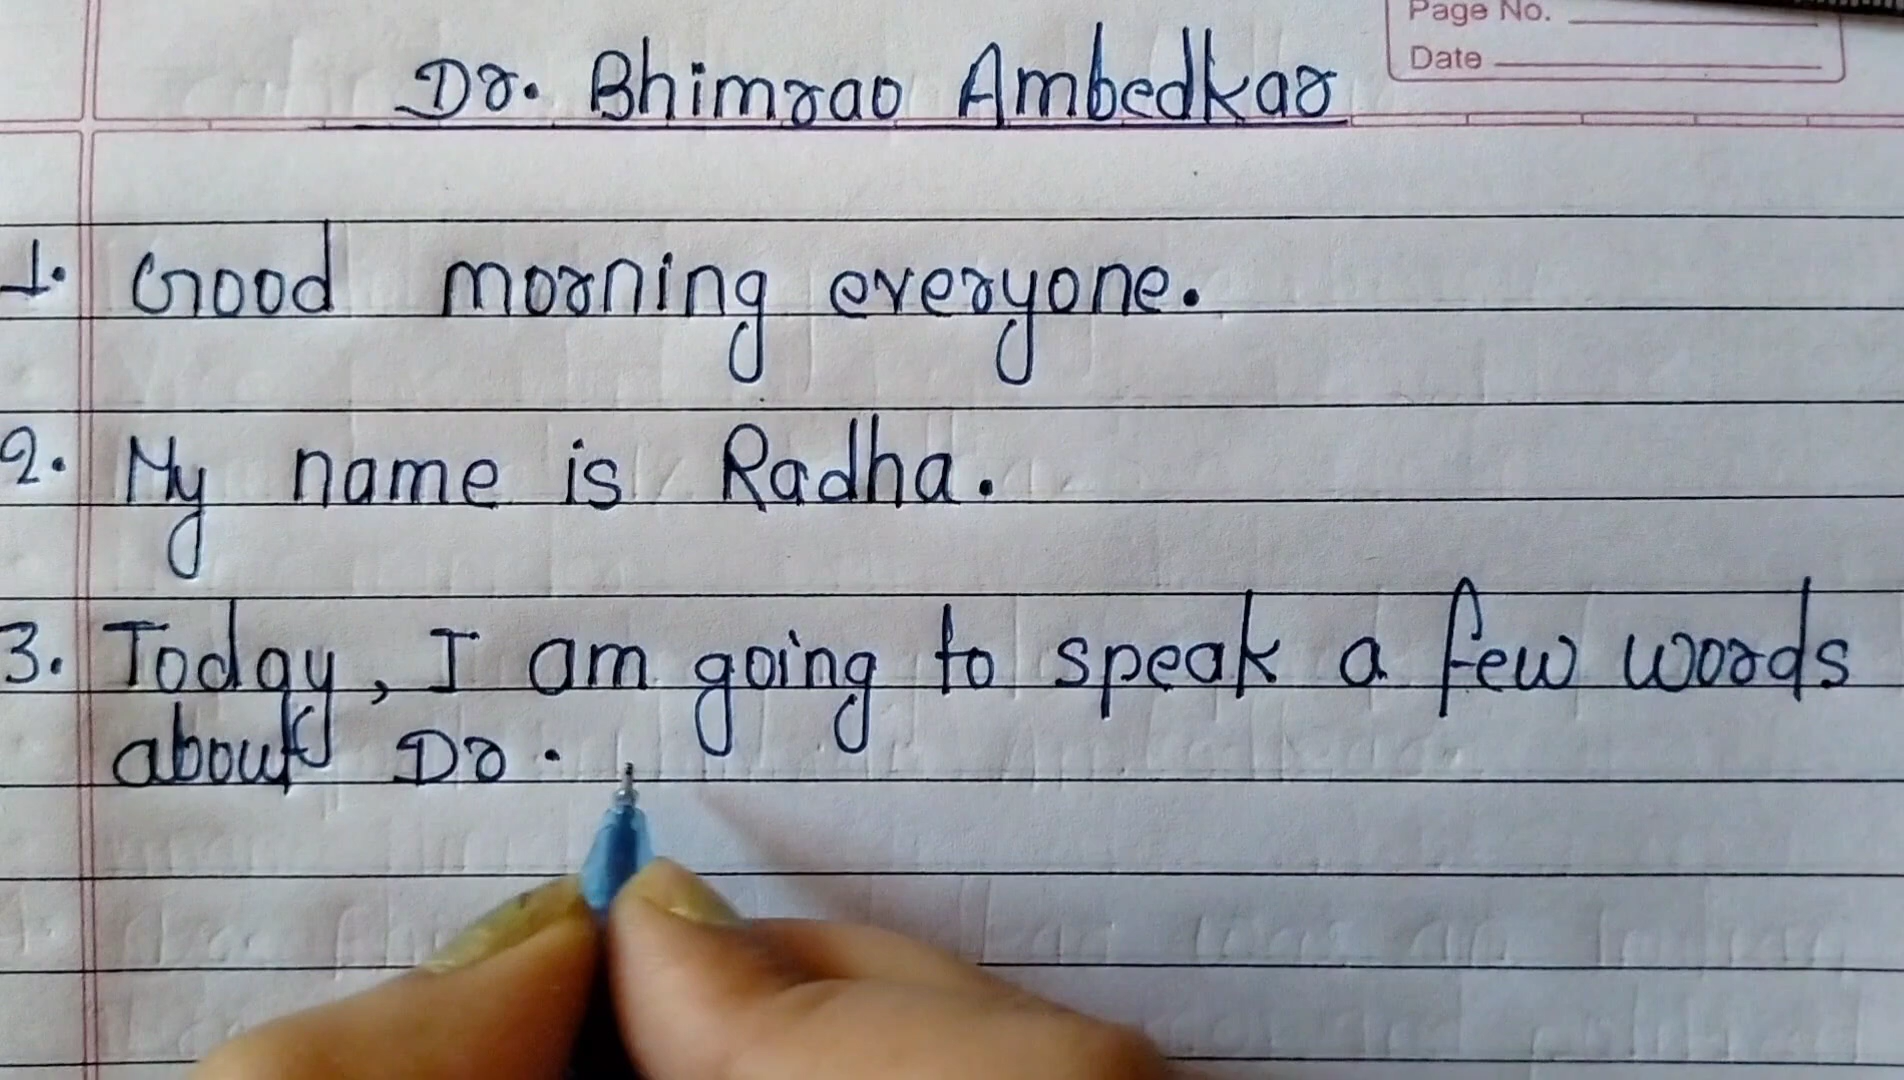 Page No.
Date
Dr. Bhimrao Ambedkar
1. Good morning everyone.
2. My name is Radha.
3. Today, I am going to speak a few words
about Dr.